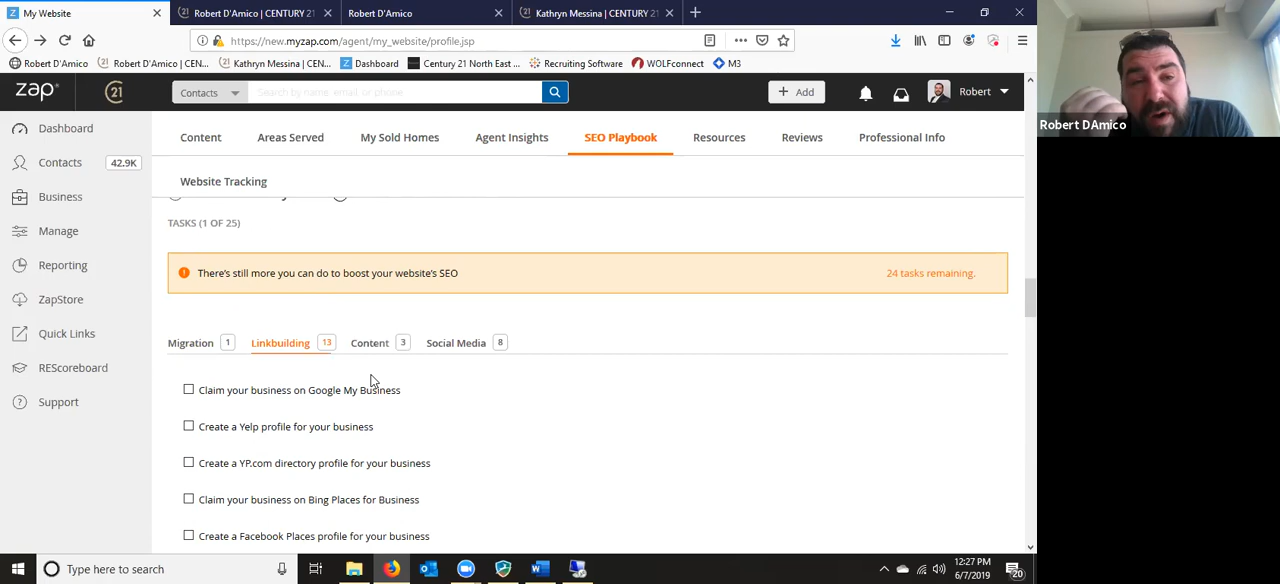 My Website
Robert D'Amico | CENTURY 21
Robert D'Amico
Kathryn Messina | CENTURY 21
https://new.myzap.com/agent/my_website/profile.jsp
Robert D'Amico
Robert D'Amico | CEN...
Kathryn Messina | CEN...
Dashboard
Century 21 North East ...
Recruiting Software
WOLFconnect
M3
zap
21
Contacts
Search by name, email, or phone
Add
Robert
Robert DAmico
Dashboard
Contacts 42.9K
Business
Manage
Reporting
ZapStore
Quick Links
REScoreboard
Support
Content
Areas Served
My Sold Homes
Agent Insights
SEO Playbook
Resources
Reviews
Professional Info
Website Tracking
TASKS (1 OF 25)
There's still more you can do to boost your website's SEO
24 tasks remaining.
Migration 1
Linkbuilding 13
Content 3
Social Media 8
Claim your business on Google My Business
Create a Yelp profile for your business
Create a YP.com directory profile for your business
Claim your business on Bing Places for Business
Create a Facebook Places profile for your business
Type here to search
12:27 PM
6/7/2019
20